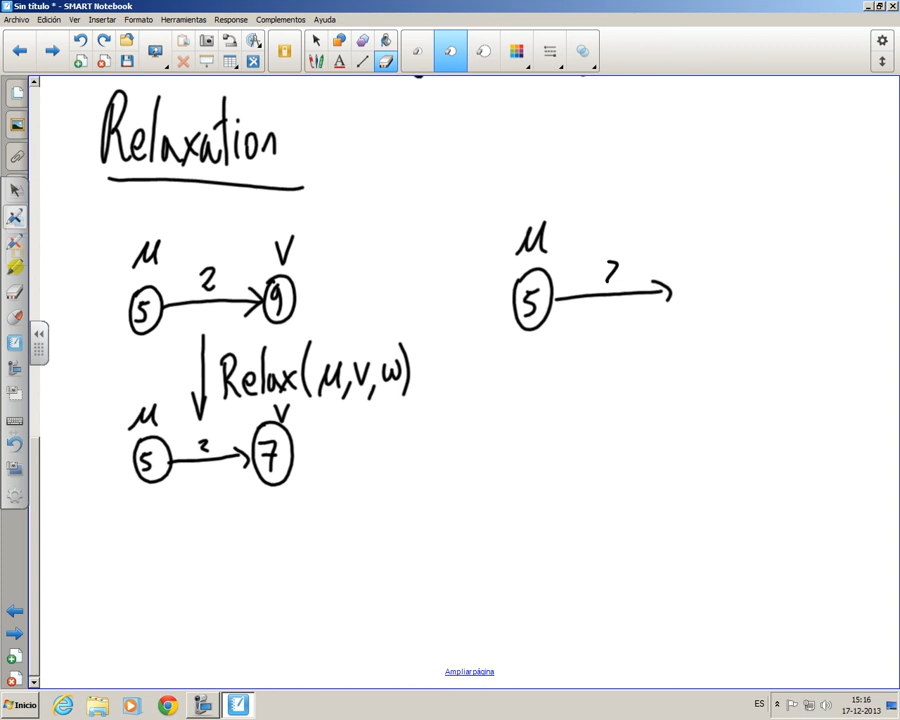 Sin título * - SMART Notebook
Archivo Edición Ver Insertar Formato Herramientas Response Complementos Ayuda
Relaxation
μ V
2
5 9
Relax(μ,v,w)
μ V
2
5 7
μ
2
5
Ampliar página
Inicio
ES
15:16
17-12-2013